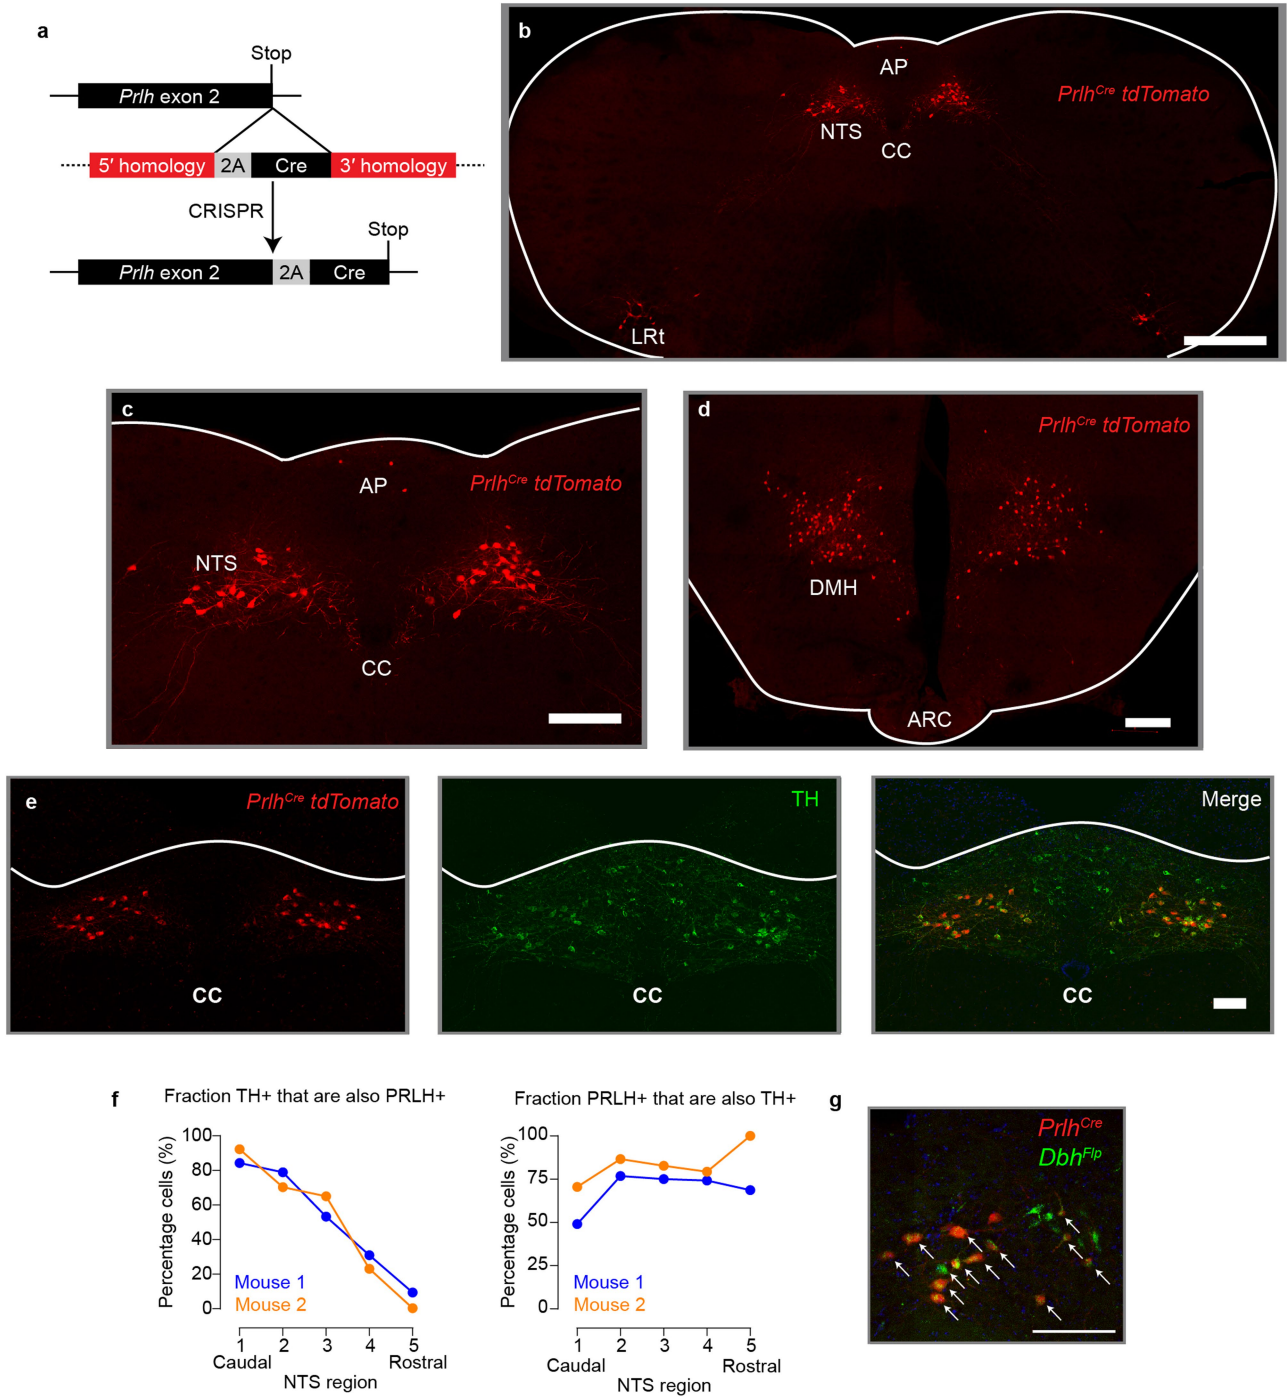 a
Stop
Prlh exon 2
5′ homology 2A Cre 3′ homology
CRISPR
Stop
Prlh exon 2 2A Cre
b
AP
PrlhCre tdTomato
NTS
CC
LRt
c
AP
PrlhCre tdTomato
NTS
CC
d
PrlhCre tdTomato
DMH
ARC
e
PrlhCre tdTomato
CC
TH
CC
Merge
CC
f
Fraction TH+ that are also PRLH+
Percentage cells (%)
100
80
60
40
20
0
Mouse 1
Mouse 2
1 2 3 4 5
Caudal Rostral
NTS region
Fraction PRLH+ that are also TH+
Percentage cells (%)
100
75
50
25
0
Mouse 1
Mouse 2
1 2 3 4 5
Caudal Rostral
NTS region
g
PrlhCre
DbhFlp